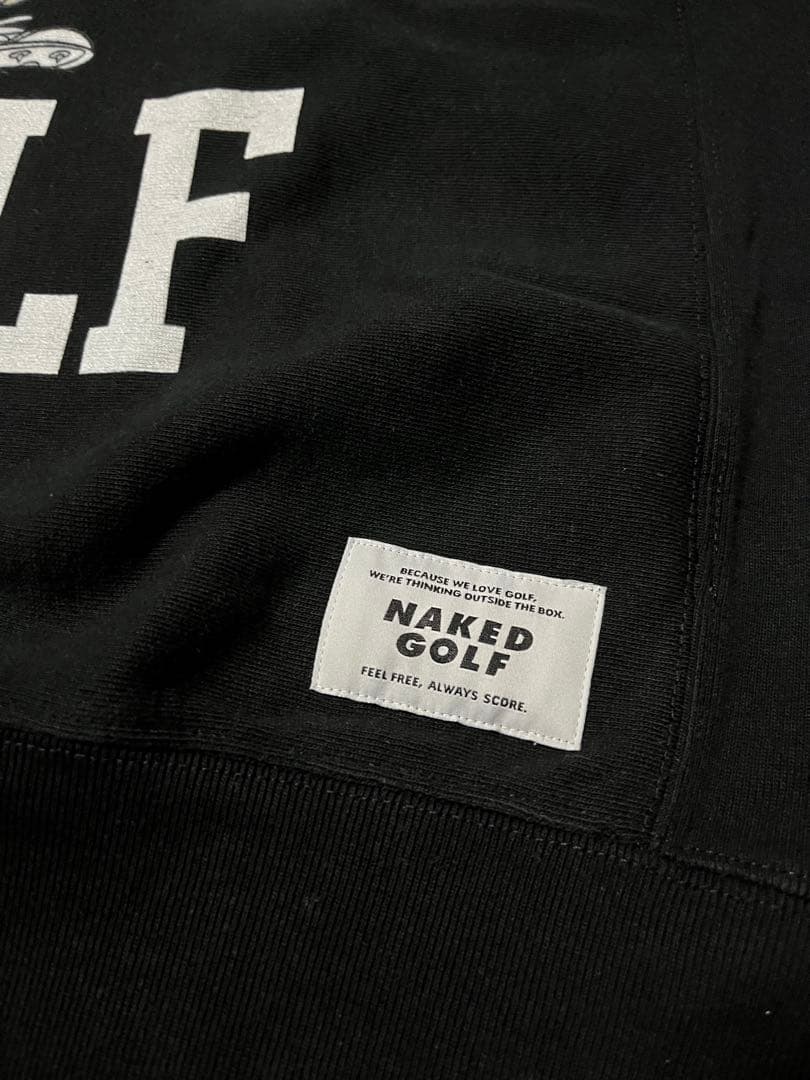 LF
BECAUSE WE LOVE GOLF,
WE'RE THINKING OUTSIDE THE BOX.
NAKED
GOLF
FEEL FREE, ALWAYS SCORE.